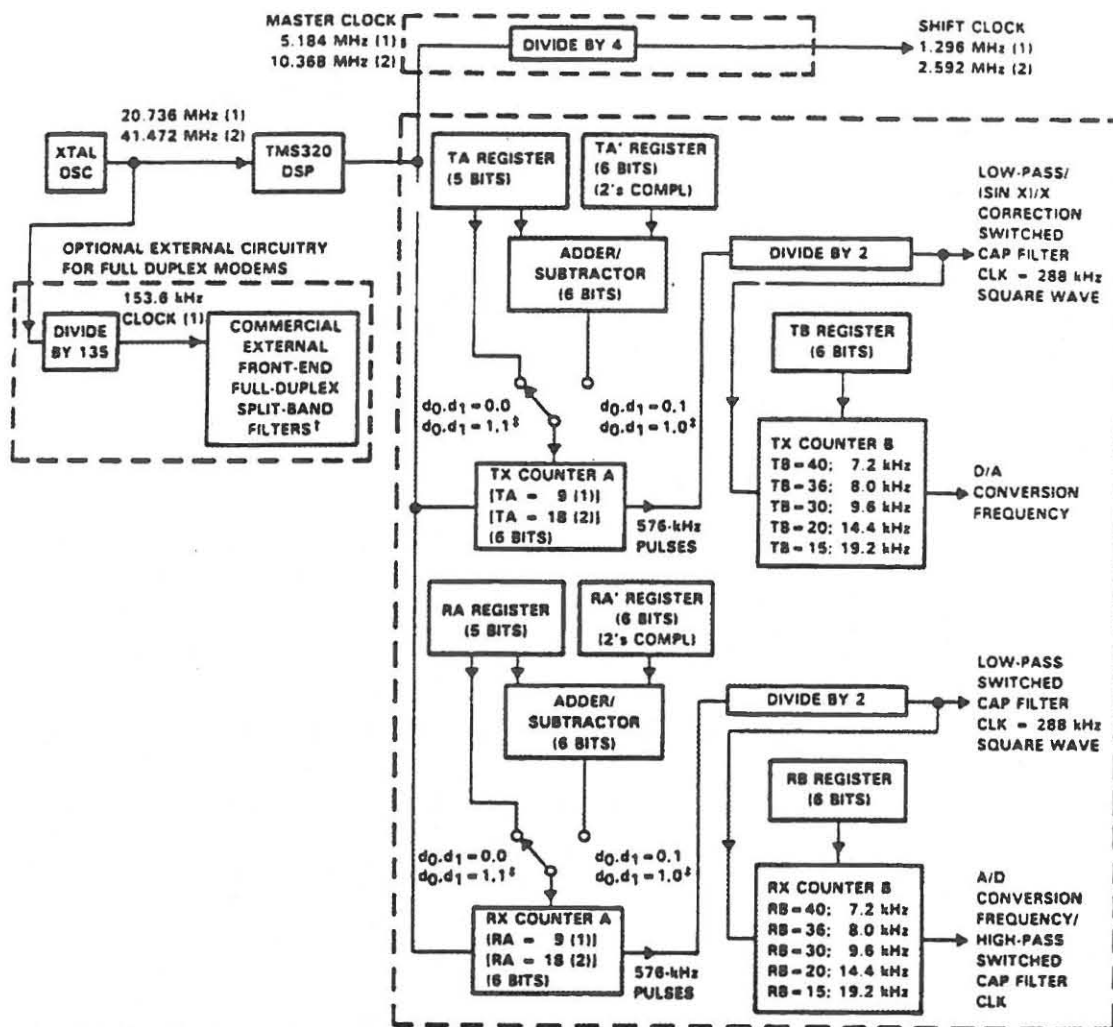 MASTER CLOCK
5.184 MHz (1)
10.368 MHz (2)
DIVIDE BY 4
SHIFT CLOCK
1.296 MHz (1)
2.592 MHz (2)
20.736 MHz (1)
41.472 MHz (2)
XTAL
OSC
TMS320
DSP
OPTIONAL EXTERNAL CIRCUITRY
FOR FULL DUPLEX MODEMS
153.6 kHz
CLOCK (1)
DIVIDE
BY 135
COMMERCIAL
EXTERNAL
FRONT-END
FULL-DUPLEX
SPLIT-BAND
FILTERS†
TA REGISTER
(5 BITS)
TA' REGISTER
(6 BITS)
(2's COMPL)
ADDER/
SUBTRACTOR
(6 BITS)
d0.d1=0.0
d0.d1=1.1‡
d0.d1=0.1
d0.d1=1.0‡
TX COUNTER A
[TA = 9 (1)]
[TA = 18 (2)]
(6 BITS)
576-kHz
PULSES
DIVIDE BY 2
LOW-PASS/
(SIN X)/X
CORRECTION
SWITCHED
CAP FILTER
CLK = 288 kHz
SQUARE WAVE
TB REGISTER
(6 BITS)
TX COUNTER B
TB=40; 7.2 kHz
TB=36; 8.0 kHz
TB=30; 9.6 kHz
TB=20; 14.4 kHz
TB=15; 19.2 kHz
D/A
CONVERSION
FREQUENCY
RA REGISTER
(5 BITS)
RA' REGISTER
(6 BITS)
(2's COMPL)
ADDER/
SUBTRACTOR
(6 BITS)
d0.d1=0.0
d0.d1=1.1‡
d0.d1=0.1
d0.d1=1.0‡
RX COUNTER A
[RA = 9 (1)]
[RA = 18 (2)]
(6 BITS)
576-kHz
PULSES
DIVIDE BY 2
LOW-PASS
SWITCHED
CAP FILTER
CLK = 288 kHz
SQUARE WAVE
RB REGISTER
(6 BITS)
RX COUNTER B
RB=40; 7.2 kHz
RB=36; 8.0 kHz
RB=30; 9.6 kHz
RB=20; 14.4 kHz
RB=15; 19.2 kHz
A/D
CONVERSION
FREQUENCY/
HIGH-PASS
SWITCHED
CAP FILTER
CLK